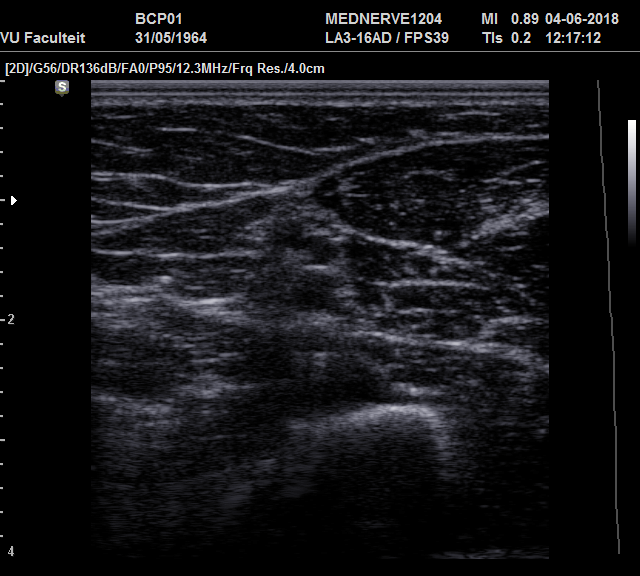 BCP01 MEDNERVE1204 MI 0.89 04-06-2018
VU Faculteit 31/05/1964 LA3-16AD / FPS39 TIs 0.2 12:17:12
[2D]/G56/DR136dB/FA0/P95/12.3MHz/Frq Res./4.0cm
S
2
4